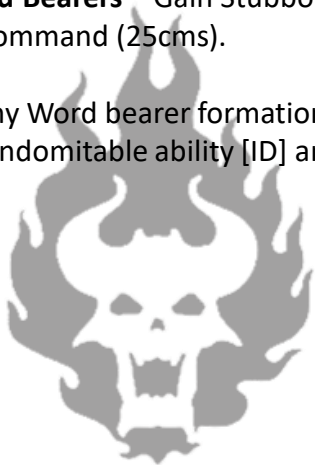 Bearers – Gain Stubbo
ommand (25cms).
ny Word bearer formation
ndomitable ability [ID] ar